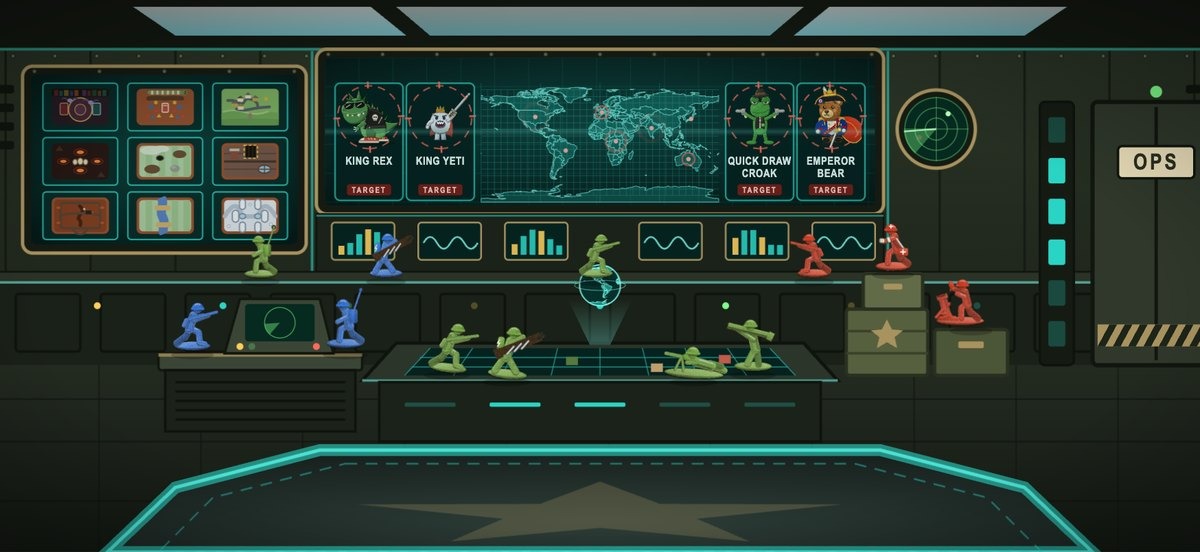 KING REX
TARGET
KING YETI
TARGET
QUICK DRAW
CROAK
TARGET
EMPEROR
BEAR
TARGET
OPS